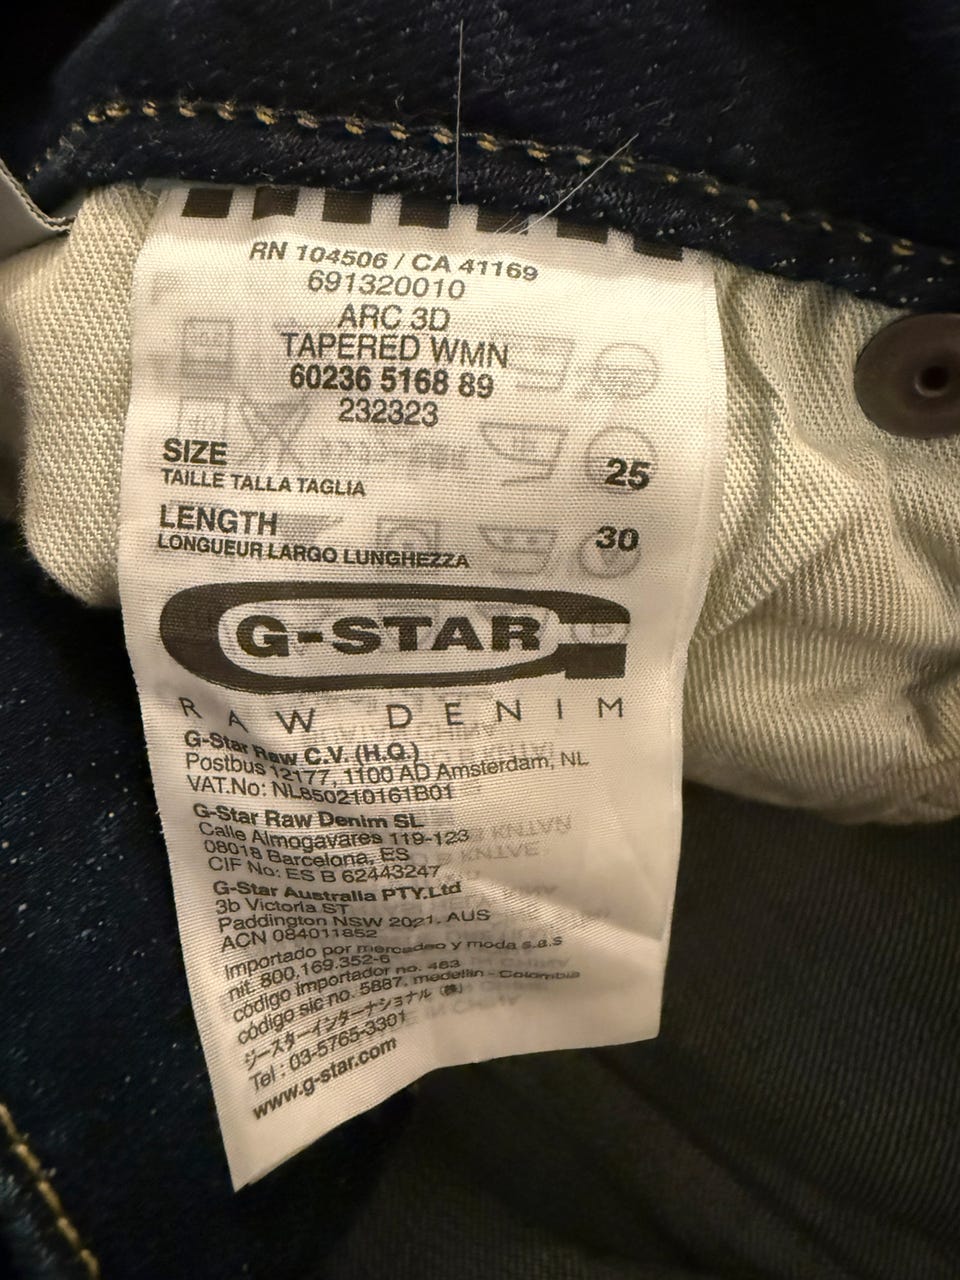 RN 104506 / CA 41169
691320010
ARC 3D
TAPERED WMN
60236 5168 89
232323
SIZE 25
TAILLE TALLA TAGLIA
LENGTH 30
LONGUEUR LARGO LUNGHEZZA
G-STAR
RAW DENIM
G-Star Raw C.V. (H.Q.)
Postbus 12177, 1100 AD Amsterdam, NL
VAT.No: NL850210161B01
G-Star Raw Denim SL
Calle Almogavares 119-123
08018 Barcelona, ES
CIF No: ES B 62443247
G-Star Australia PTY.Ltd
3b Victoria ST
Paddington NSW 2021. AUS
ACN 084011852
Importado por mercadeo y moda s.a.s
nit. 800.169.352-6
código importador no. 463
código sic no. 5887. medellin - Colombia
ジースターインターナショナル (株)
Tel : 03-5765-3301
www.g-star.com